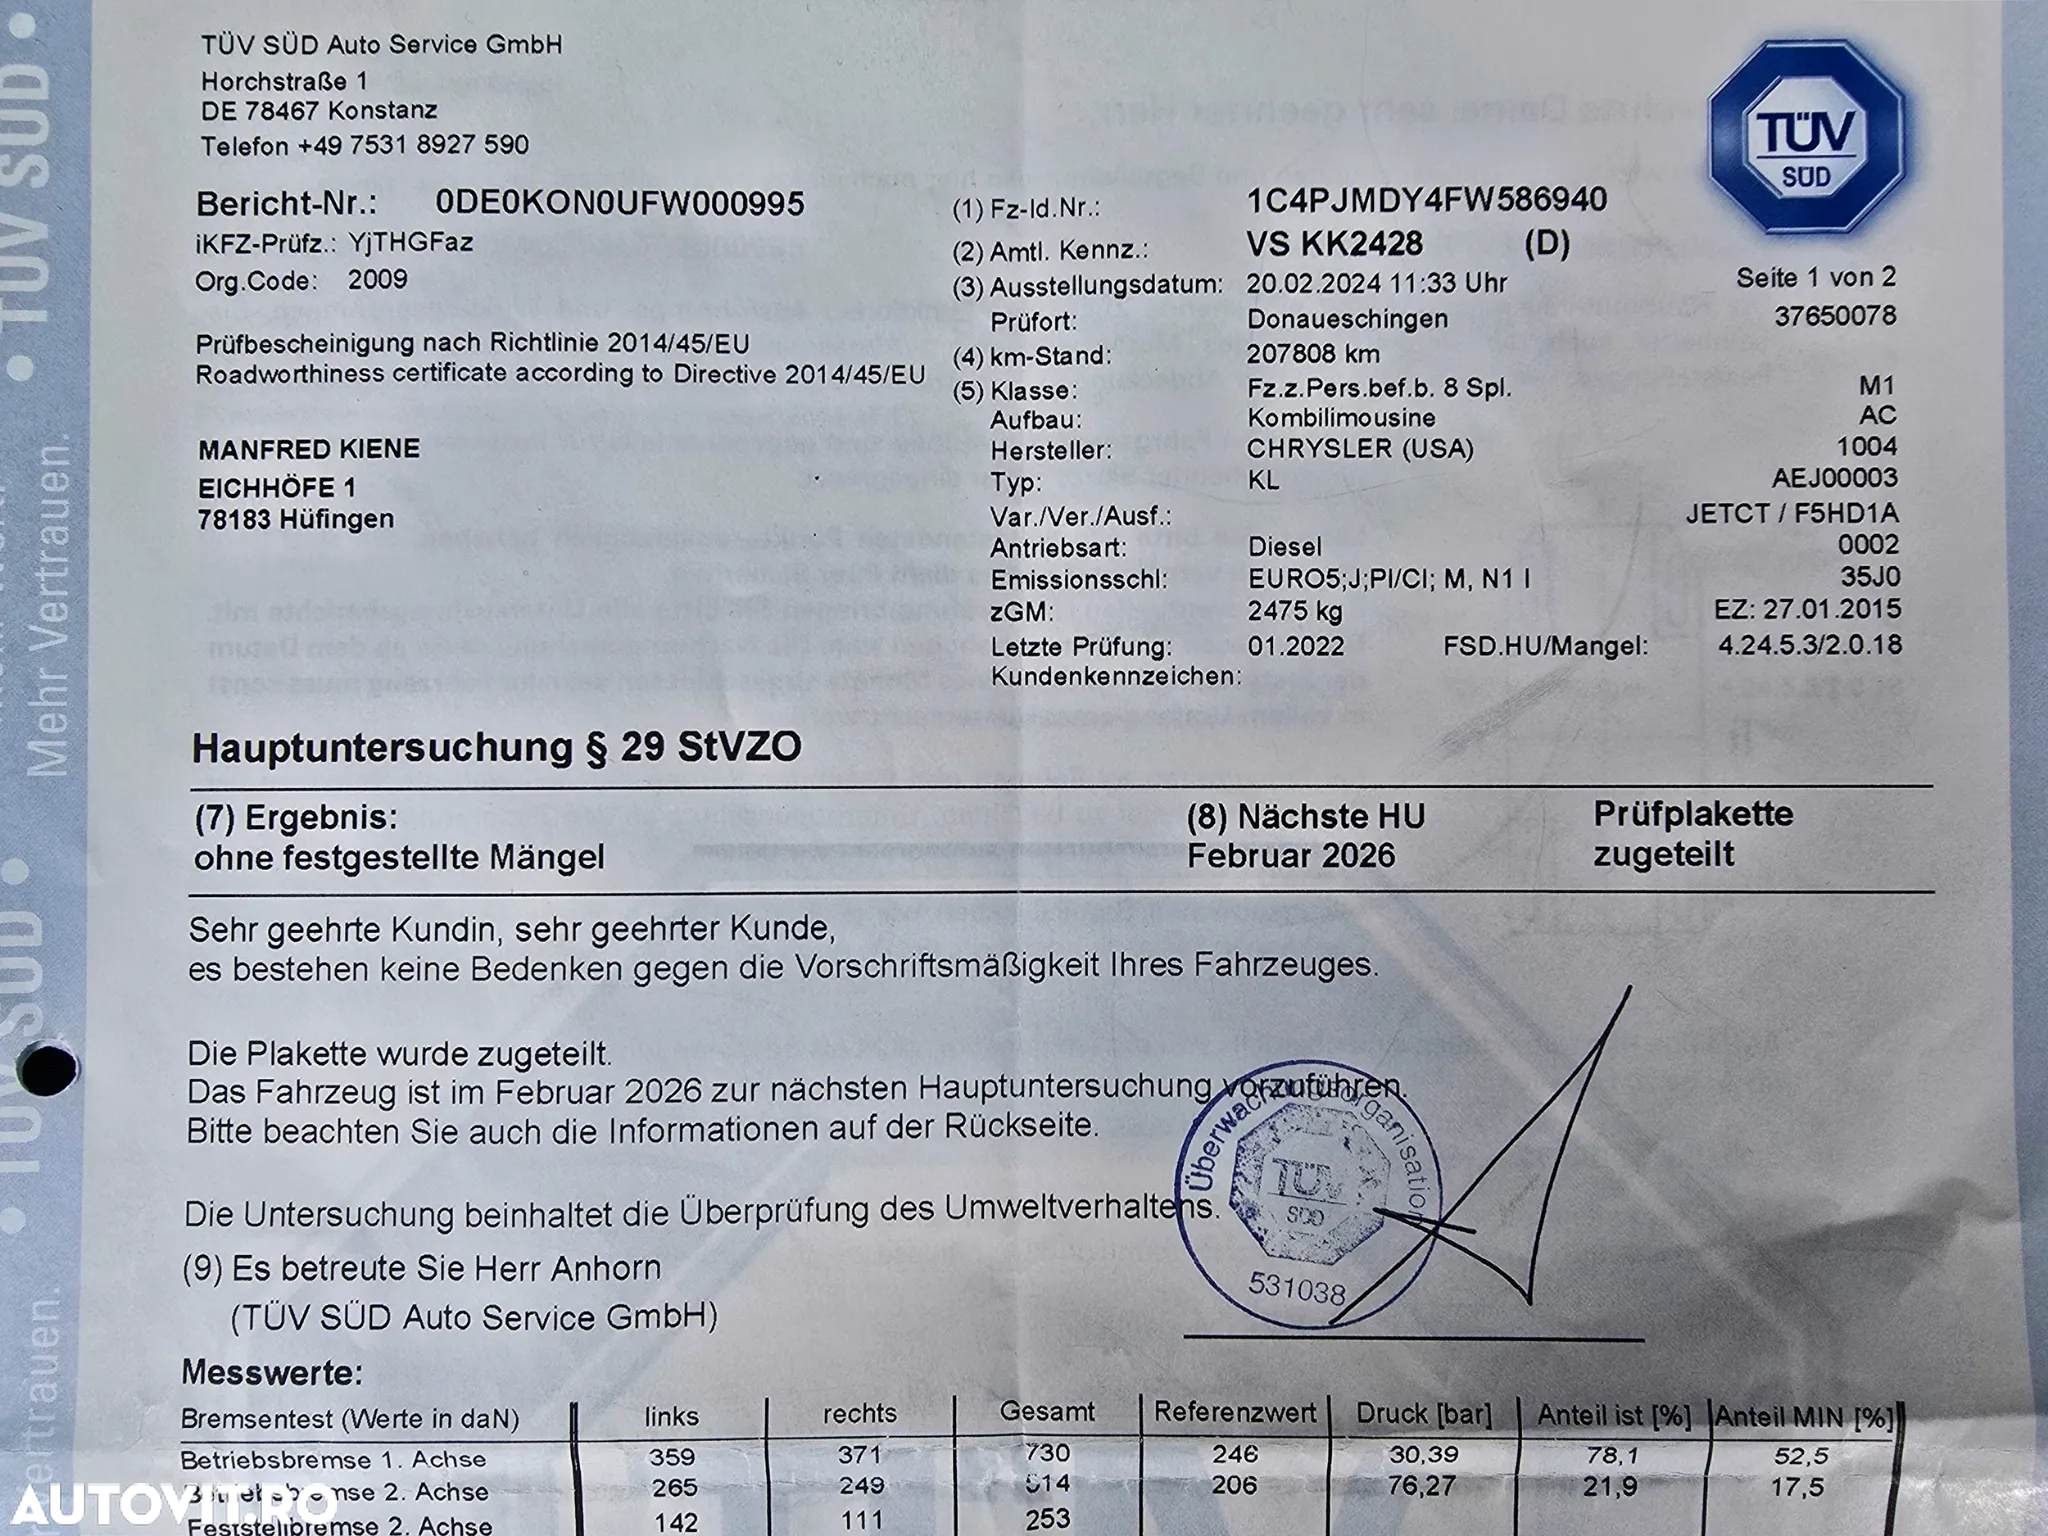 TÜV SÜD Auto Service GmbH
Horchstraße 1
DE 78467 Konstanz
Telefon +49 7531 8927 590
TÜV
SÜD
Bericht-Nr.: 0DE0KON0UFW000995
iKFZ-Prüfz.: YjTHGFaz
Org.Code: 2009
Prüfbescheinigung nach Richtlinie 2014/45/EU
Roadworthiness certificate according to Directive 2014/45/EU
MANFRED KIENE
EICHHÖFE 1
78183 Hüfingen
(1) Fz-Id.Nr.: 1C4PJMDY4FW586940
(2) Amtl. Kennz.: VS KK2428 (D)
Seite 1 von 2
(3) Ausstellungsdatum: 20.02.2024 11:33 Uhr
Prüfort: Donaueschingen 37650078
(4) km-Stand: 207808 km
(5) Klasse: Fz.z.Pers.bef.b. 8 Spl. M1
Aufbau: Kombilimousine AC
Hersteller: CHRYSLER (USA) 1004
Typ: KL AEJ00003
Var./Ver./Ausf.: JETCT / F5HD1A
Antriebsart: Diesel 0002
Emissionsschl: EURO5;J;PI/CI; M, N1 I 35J0
zGM: 2475 kg EZ: 27.01.2015
Letzte Prüfung: 01.2022 FSD.HU/Mangel: 4.24.5.3/2.0.18
Kundenkennzeichen:
Hauptuntersuchung § 29 StVZO
(7) Ergebnis: (8) Nächste HU Prüfplakette
ohne festgestellte Mängel Februar 2026 zugeteilt
Sehr geehrte Kundin, sehr geehrter Kunde,
es bestehen keine Bedenken gegen die Vorschriftsmäßigkeit Ihres Fahrzeuges.
Die Plakette wurde zugeteilt.
Das Fahrzeug ist im Februar 2026 zur nächsten Hauptuntersuchung vorzuführen.
Bitte beachten Sie auch die Informationen auf der Rückseite.
Die Untersuchung beinhaltet die Überprüfung des Umweltverhaltens.
(9) Es betreute Sie Herr Anhorn
(TÜV SÜD Auto Service GmbH)
Überwachungsorganisation
TÜV
SÜD
531038
Messwerte:
Bremsentest (Werte in daN) links rechts Gesamt Referenzwert Druck [bar] Anteil ist [%] Anteil MIN [%]
Betriebsbremse 1. Achse 359 371 730 246 30,39 78,1 52,5
Betriebsbremse 2. Achse 265 249 514 206 76,27 21,9 17,5
Feststellbremse 2. Achse 142 111 253
TÜV SÜD
Mehr Vertrauen.
TÜV SÜD
TÜV SÜD
AUTOVIT.RO